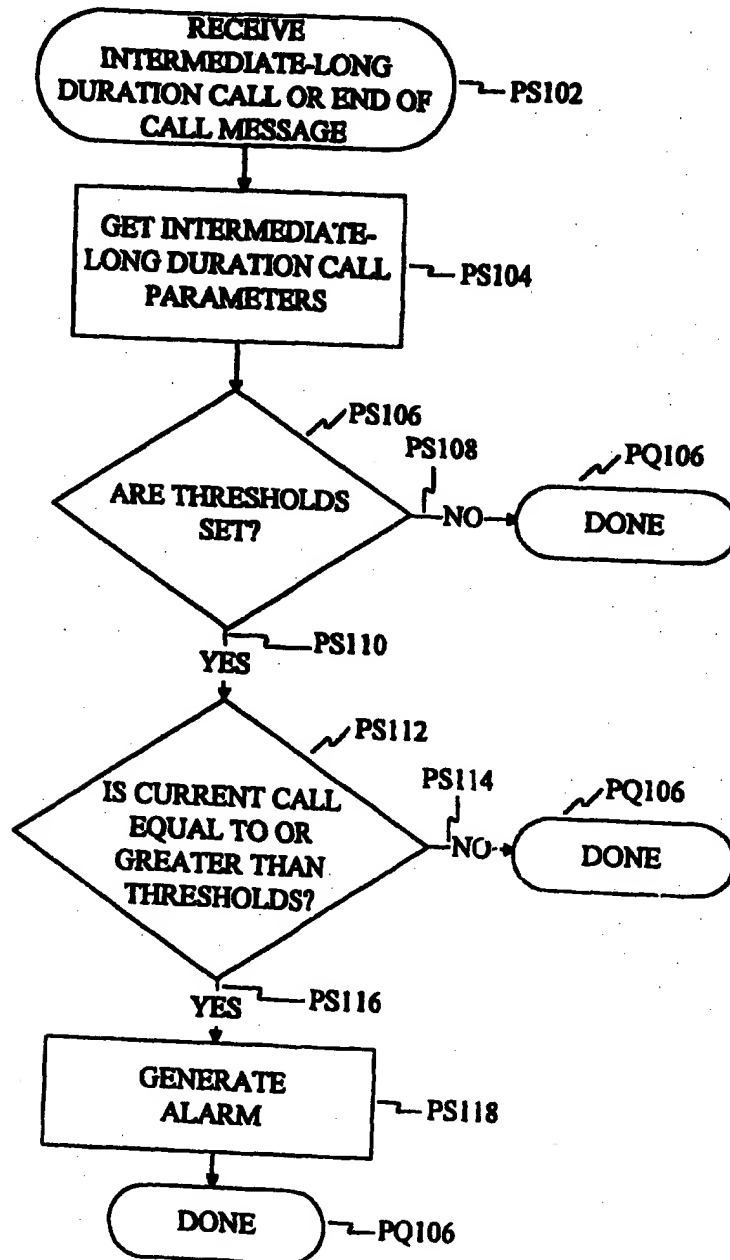 RECEIVE
INTERMEDIATE-LONG
DURATION CALL OR END OF
CALL MESSAGE
PS102
GET INTERMEDIATE-
LONG DURATION CALL
PARAMETERS
PS104
PS106
ARE THRESHOLDS
SET?
PS108
NO
PQ106
DONE
PS110
YES
PS112
IS CURRENT CALL
EQUAL TO OR
GREATER THAN
THRESHOLDS?
PS114
NO
PQ106
DONE
PS116
YES
GENERATE
ALARM
PS118
DONE
PQ106